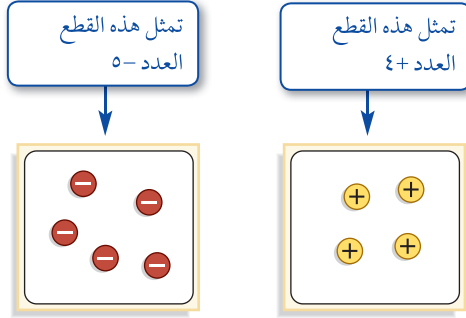 تمثل هذه القطع
العدد +٤
تمثل هذه القطع
العدد −٥
+ +
+ +
− −
− − −